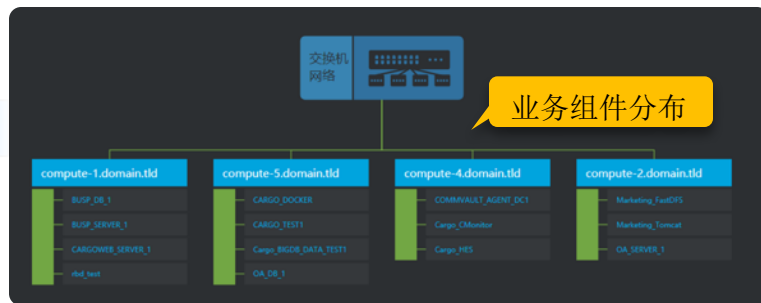 交换机
网络
业务组件分布
compute-1.domain.tld
compute-5.domain.tld
compute-4.domain.tld
compute-2.domain.tld
BUSP_DB_1
CARGO_DOCKER
COMMVAULT_AGENT_DC1
Marketing_FastDFS
BUSP_SERVER_1
CARGO_TEST1
Cargo_CMonitor
Marketing_Tomcat
CARGOWEB_SERVER_1
Cargo_BIGDB_DATA_TEST1
Cargo_HES
OA_SERVER_1
rbd_test
OA_DB_1